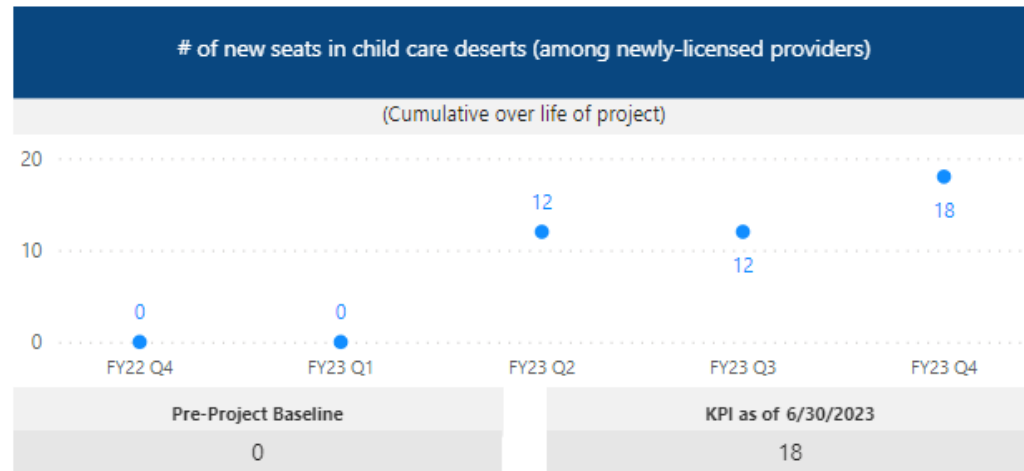 # of new seats in child care deserts (among newly-licensed providers)
(Cumulative over life of project)
20
10
0
0
0
12
12
18
FY22 Q4
FY23 Q1
FY23 Q2
FY23 Q3
FY23 Q4
Pre-Project Baseline
0
KPI as of 6/30/2023
18